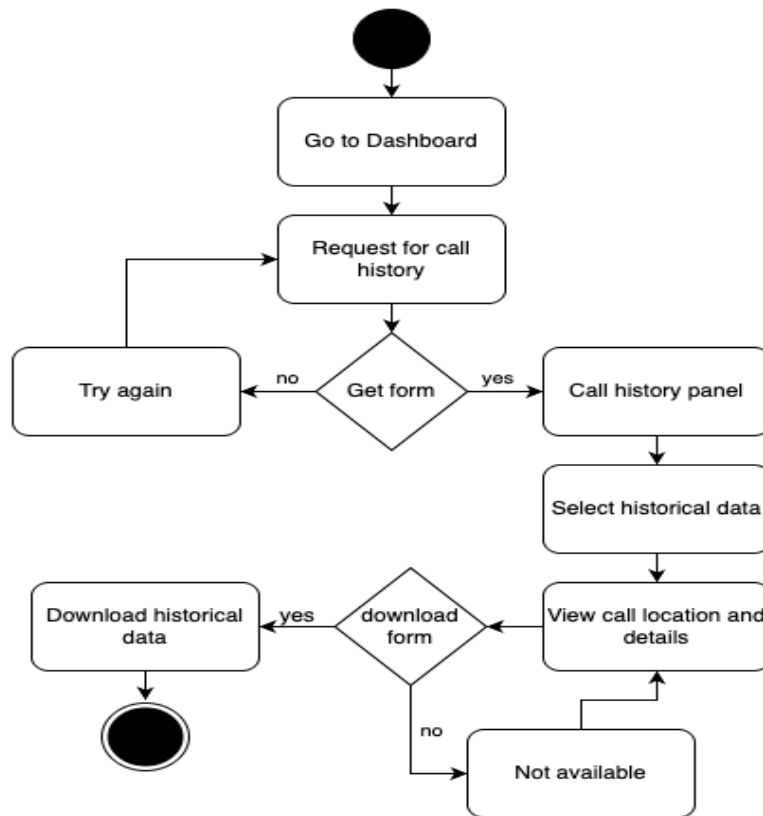 Go to Dashboard
Request for call
history
Try again
no
Get form
yes
Call history panel
Select historical data
Download historical
data
yes
download
form
View call location and
details
no
Not available